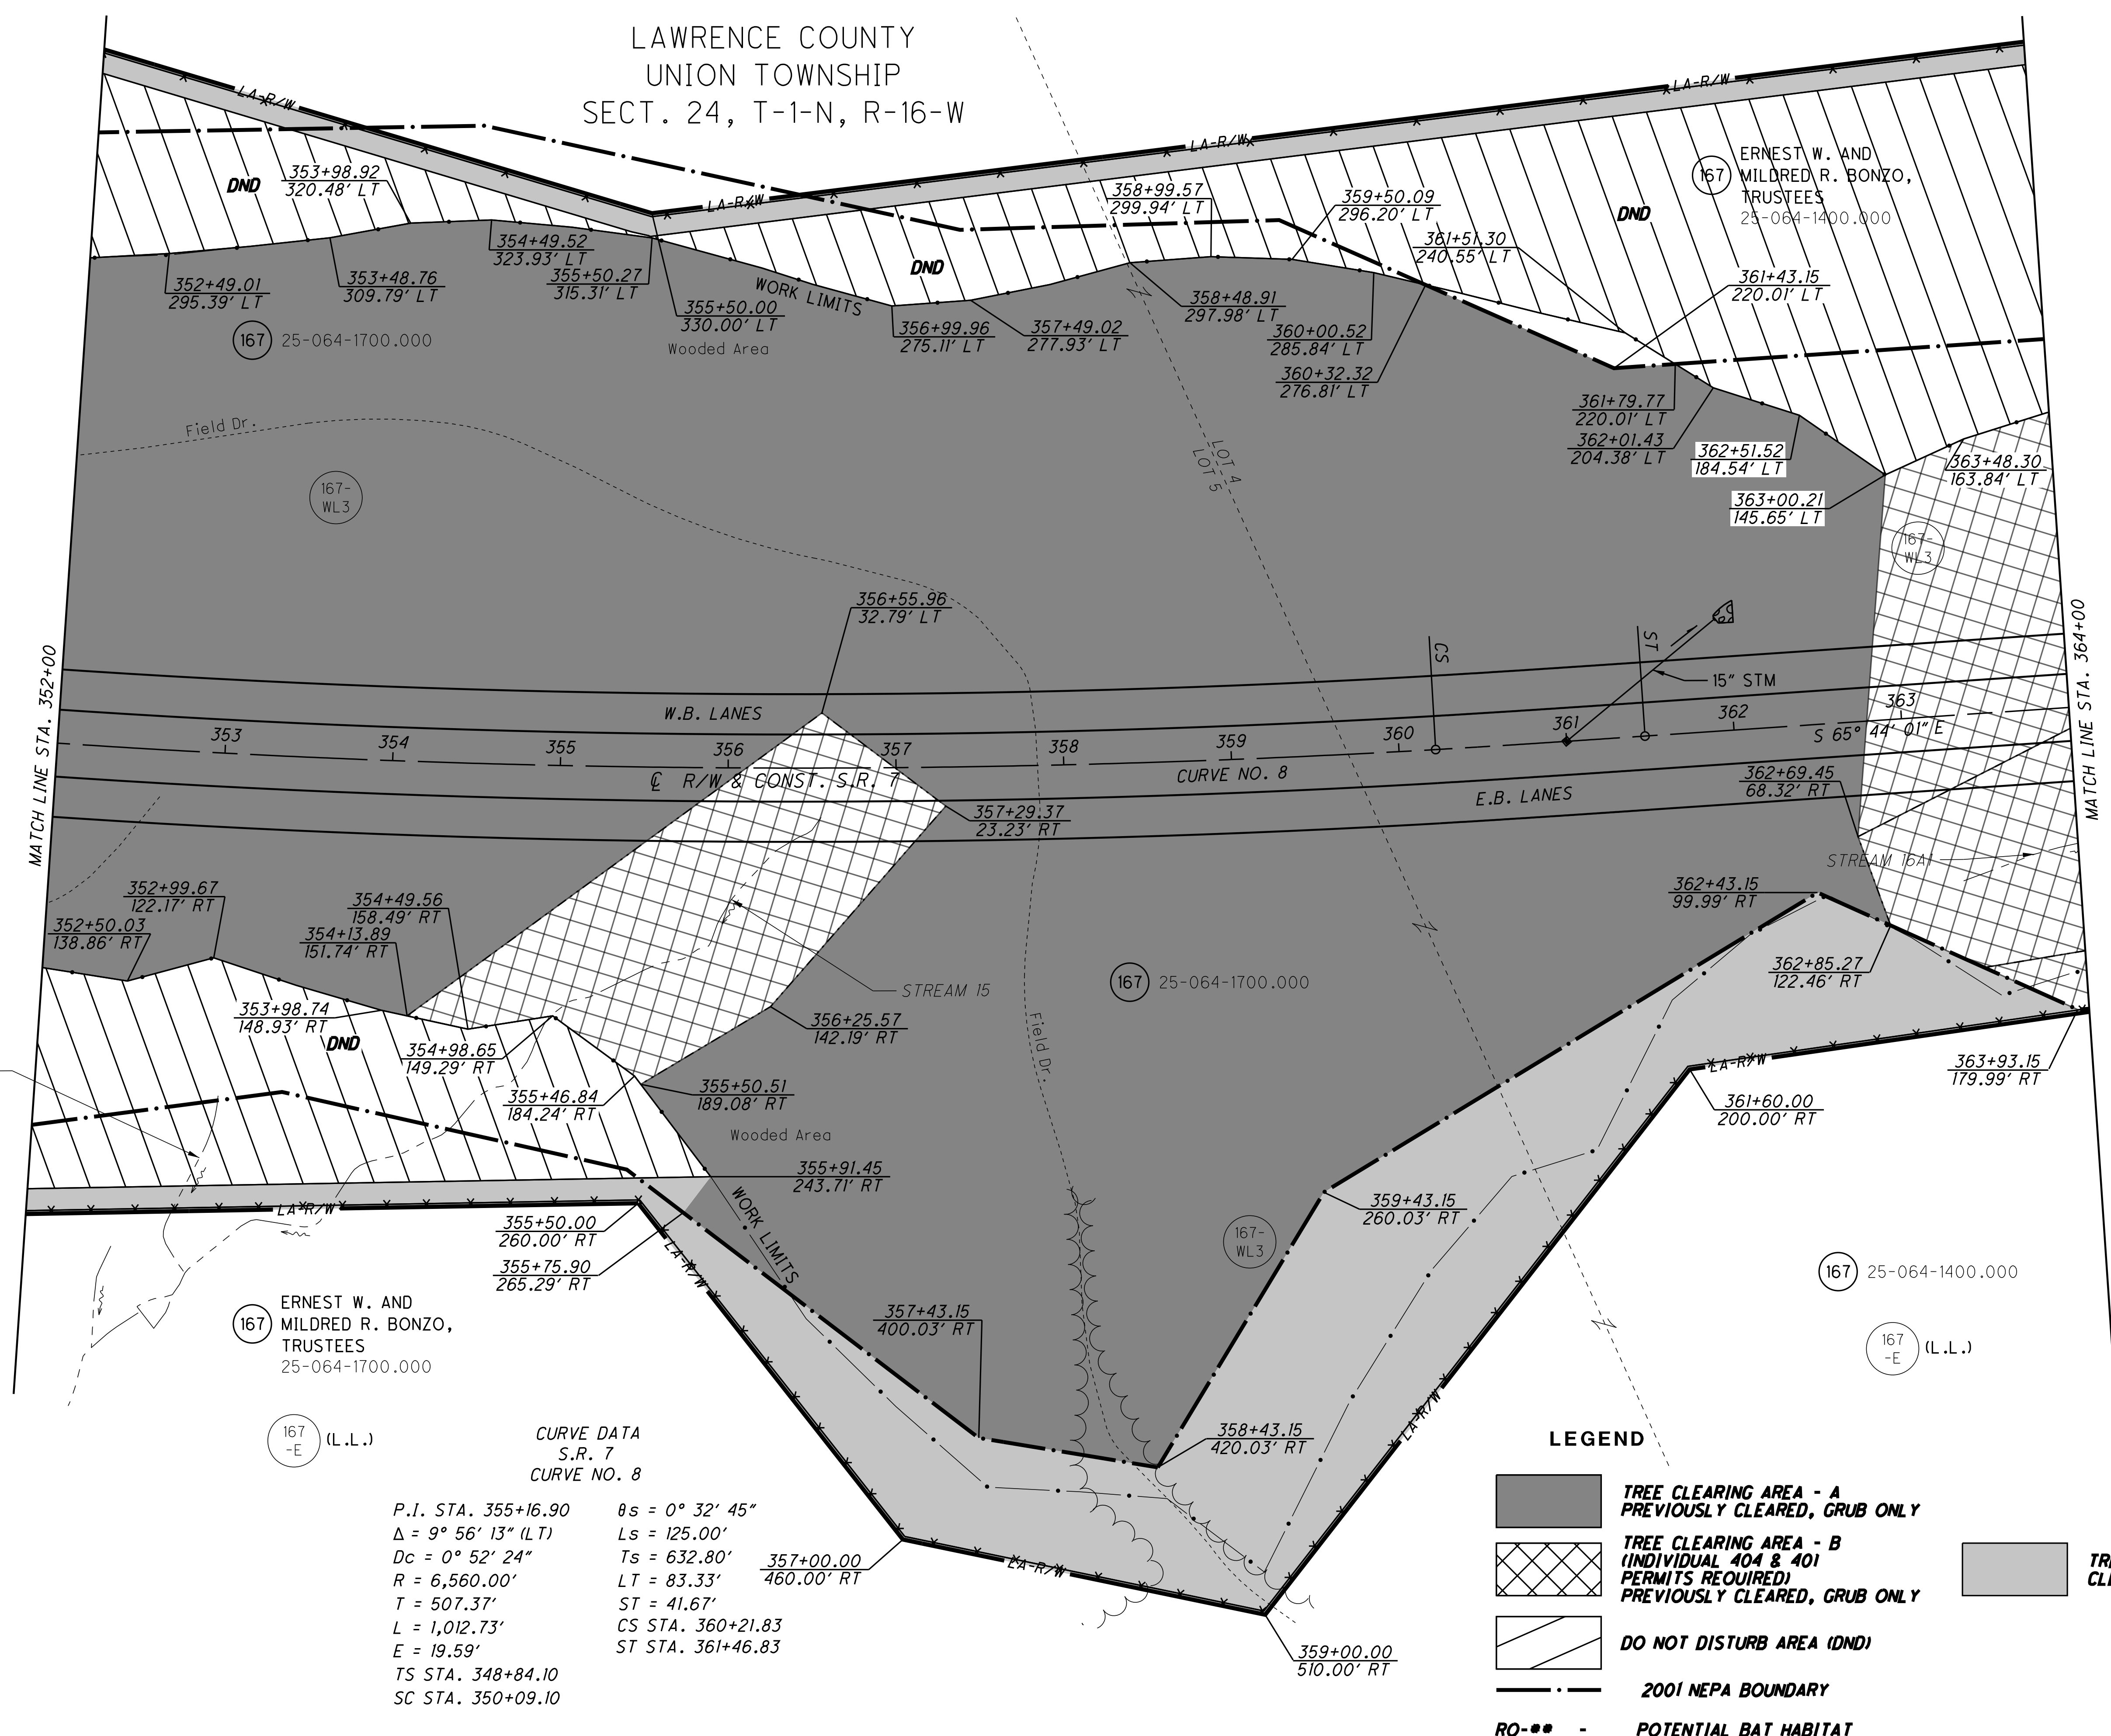 LAWRENCE COUNTY
UNION TOWNSHIP
SECT. 24, T-1-N, R-16-W
LA-R/W
LA-R/W
LA-R/W
LA-R/W
DND
353+98.92
320.48' LT
358+99.57
299.94' LT
359+50.09
296.20' LT
DND
167
ERNEST W. AND
MILDRED R. BONZO,
TRUSTEES
25-064-1400.000
352+49.01
295.39' LT
353+48.76
309.79' LT
354+49.52
323.93' LT
355+50.27
315.31' LT
355+50.00
330.00' LT
WORK LIMITS
DND
361+51.30
240.55' LT
361+43.15
220.01' LT
167 25-064-1700.000
Wooded Area
356+99.96
275.11' LT
357+49.02
277.93' LT
358+48.91
297.98' LT
360+00.52
285.84' LT
360+32.32
276.81' LT
361+79.77
220.01' LT
362+01.43
204.38' LT
362+51.52
184.54' LT
363+48.30
163.84' LT
363+00.21
145.65' LT
Field Dr.
LOT 4
LOT 5
167-
WL3
167-
WL3
356+55.96
32.79' LT
CS
ST
15" STM
MATCH LINE STA. 352+00
MATCH LINE STA. 364+00
W.B. LANES
353
354
355
356
357
358
359
360
361
362
363
S 65° 44' 01" E
℄ R/W & CONST. S.R. 7
CURVE NO. 8
E.B. LANES
362+69.45
68.32' RT
357+29.37
23.23' RT
STREAM 16A1
352+99.67
122.17' RT
352+50.03
138.86' RT
354+49.56
158.49' RT
354+13.89
151.74' RT
362+43.15
99.99' RT
362+85.27
122.46' RT
STREAM 15
167 25-064-1700.000
353+98.74
148.93' RT
DND
354+98.65
149.29' RT
356+25.57
142.19' RT
Field Dr.
355+46.84
184.24' RT
355+50.51
189.08' RT
Wooded Area
LA-R/W
363+93.15
179.99' RT
361+60.00
200.00' RT
355+91.45
243.71' RT
WORK LIMITS
LA-R/W
355+50.00
260.00' RT
LA-R/W
355+75.90
265.29' RT
359+43.15
260.03' RT
167-
WL3
167 25-064-1400.000
167
ERNEST W. AND
MILDRED R. BONZO,
TRUSTEES
25-064-1700.000
357+43.15
400.03' RT
167
-E
(L.L.)
167
-E
(L.L.)
LA-R/W
358+43.15
420.03' RT
CURVE DATA
S.R. 7
CURVE NO. 8
P.I. STA. 355+16.90
Δ = 9° 56' 13" (LT)
Dc = 0° 52' 24"
R = 6,560.00'
T = 507.37'
L = 1,012.73'
E = 19.59'
TS STA. 348+84.10
SC STA. 350+09.10
θs = 0° 32' 45"
Ls = 125.00'
Ts = 632.80'
LT = 83.33'
ST = 41.67'
CS STA. 360+21.83
ST STA. 361+46.83
357+00.00
460.00' RT
LA-R/W
359+00.00
510.00' RT
LEGEND
TREE CLEARING AREA - A
PREVIOUSLY CLEARED, GRUB ONLY
TREE CLEARING AREA - B
(INDIVIDUAL 404 & 401
PERMITS REQUIRED)
PREVIOUSLY CLEARED, GRUB ONLY
DO NOT DISTURB AREA (DND)
2001 NEPA BOUNDARY
RO-** - POTENTIAL BAT HABITAT